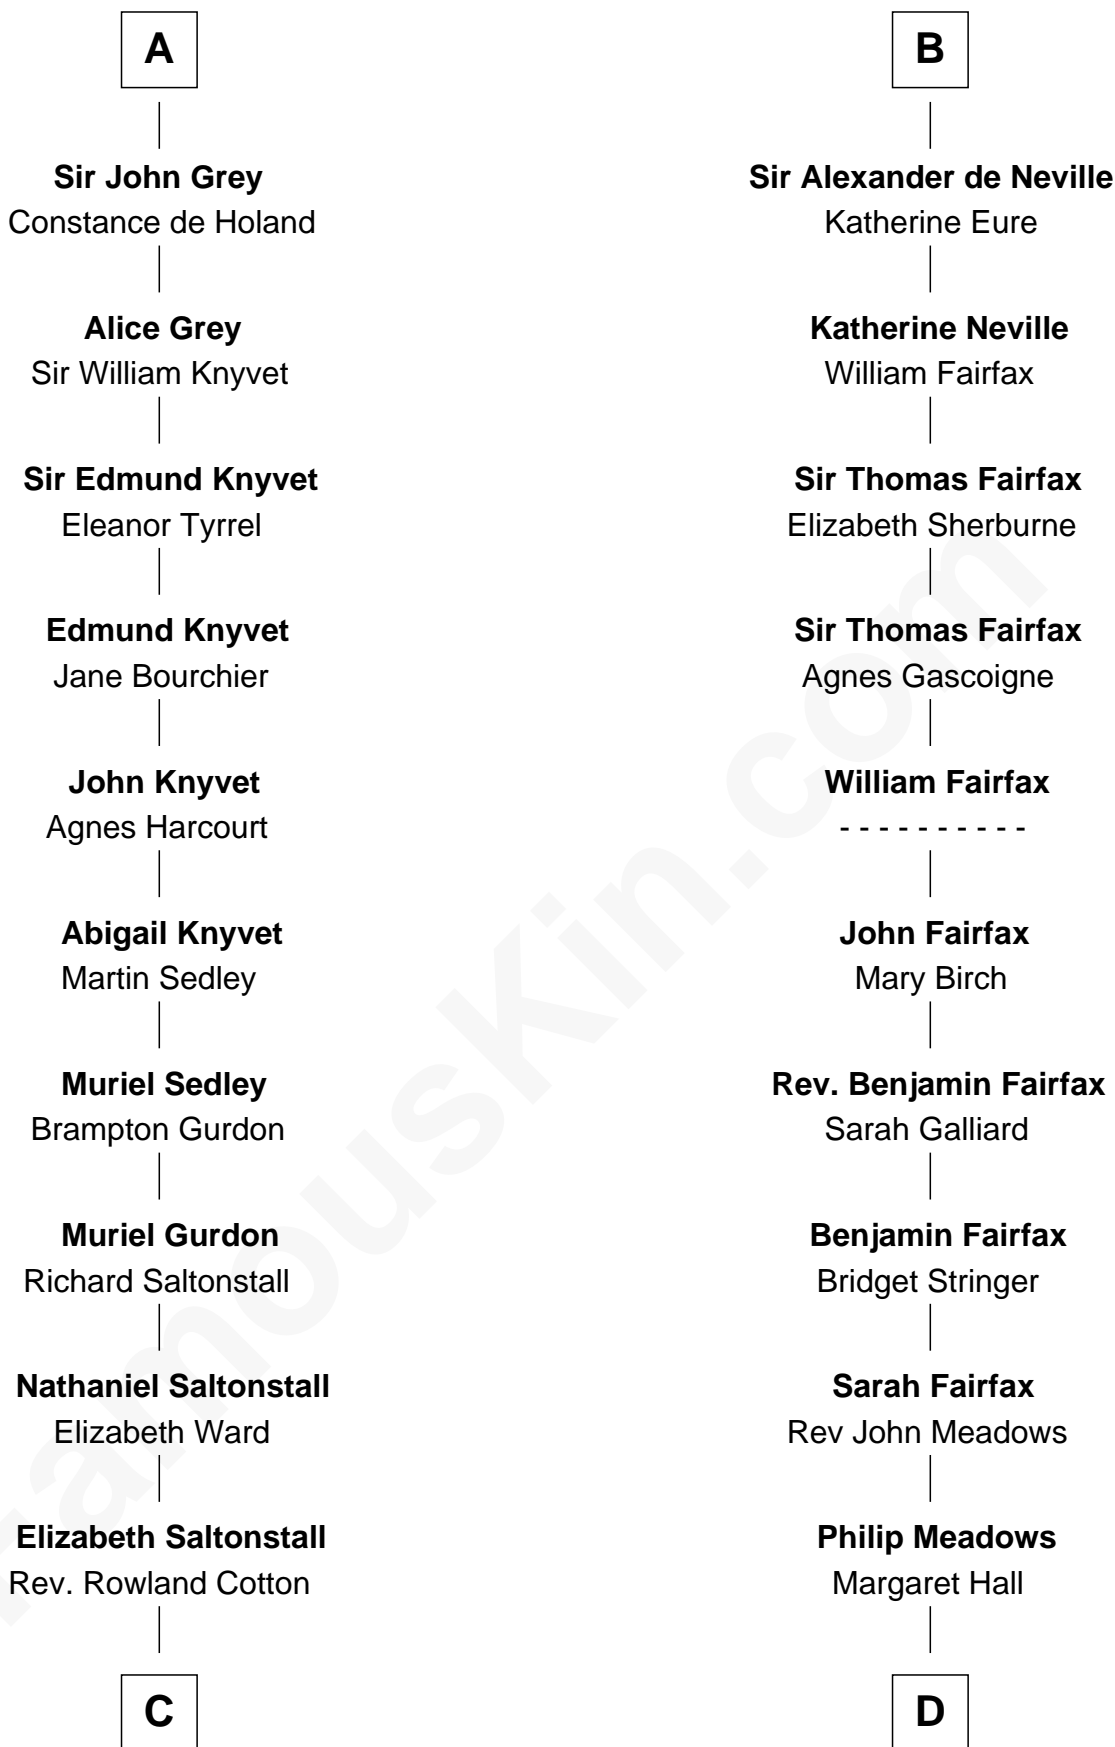 A
Sir John Grey
Constance de Holand
Alice Grey
Sir William Knyvet
Sir Edmund Knyvet
Eleanor Tyrrel
Edmund Knyvet
Jane Bourchier
John Knyvet
Agnes Harcourt
Abigail Knyvet
Martin Sedley
Muriel Sedley
Brampton Gurdon
Muriel Gurdon
Richard Saltonstall
Nathaniel Saltonstall
Elizabeth Ward
Elizabeth Saltonstall
Rev. Rowland Cotton
C
B
Sir Alexander de Neville
Katherine Eure
Katherine Neville
William Fairfax
Sir Thomas Fairfax
Elizabeth Sherburne
Sir Thomas Fairfax
Agnes Gascoigne
William Fairfax
- - - - - - - - - -
John Fairfax
Mary Birch
Rev. Benjamin Fairfax
Sarah Galliard
Benjamin Fairfax
Bridget Stringer
Sarah Fairfax
Rev John Meadows
Philip Meadows
Margaret Hall
D
FamousKin.com